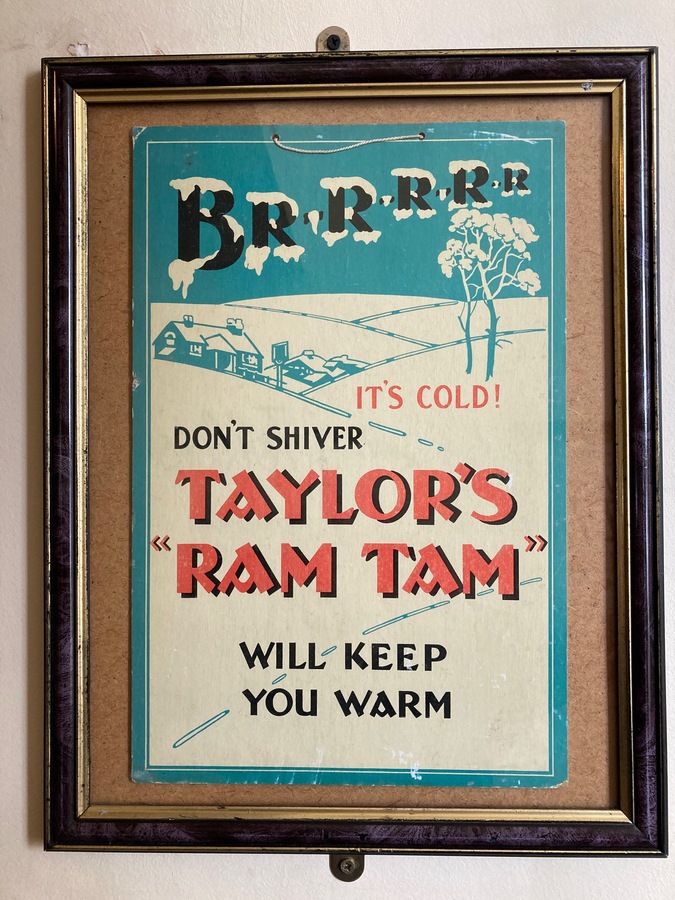 BR-R-R-R-R
IT'S COLD!
DON'T SHIVER
TAYLOR'S
"RAM TAM"
WILL KEEP
YOU WARM